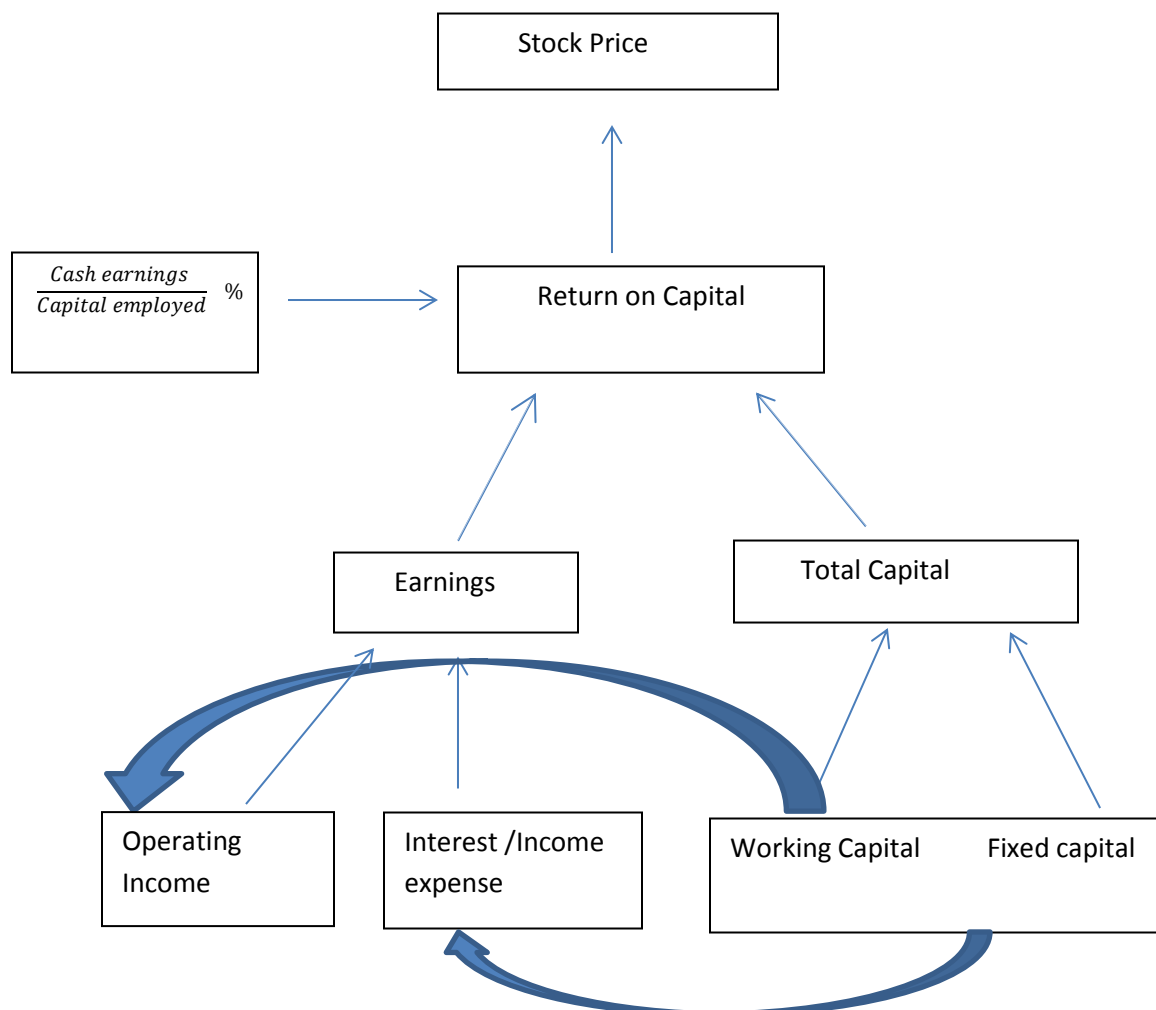 Stock Price
Cash earnings
Capital employed %
Return on Capital
Earnings
Total Capital
Operating
Income
Interest /Income
expense
Working Capital Fixed capital